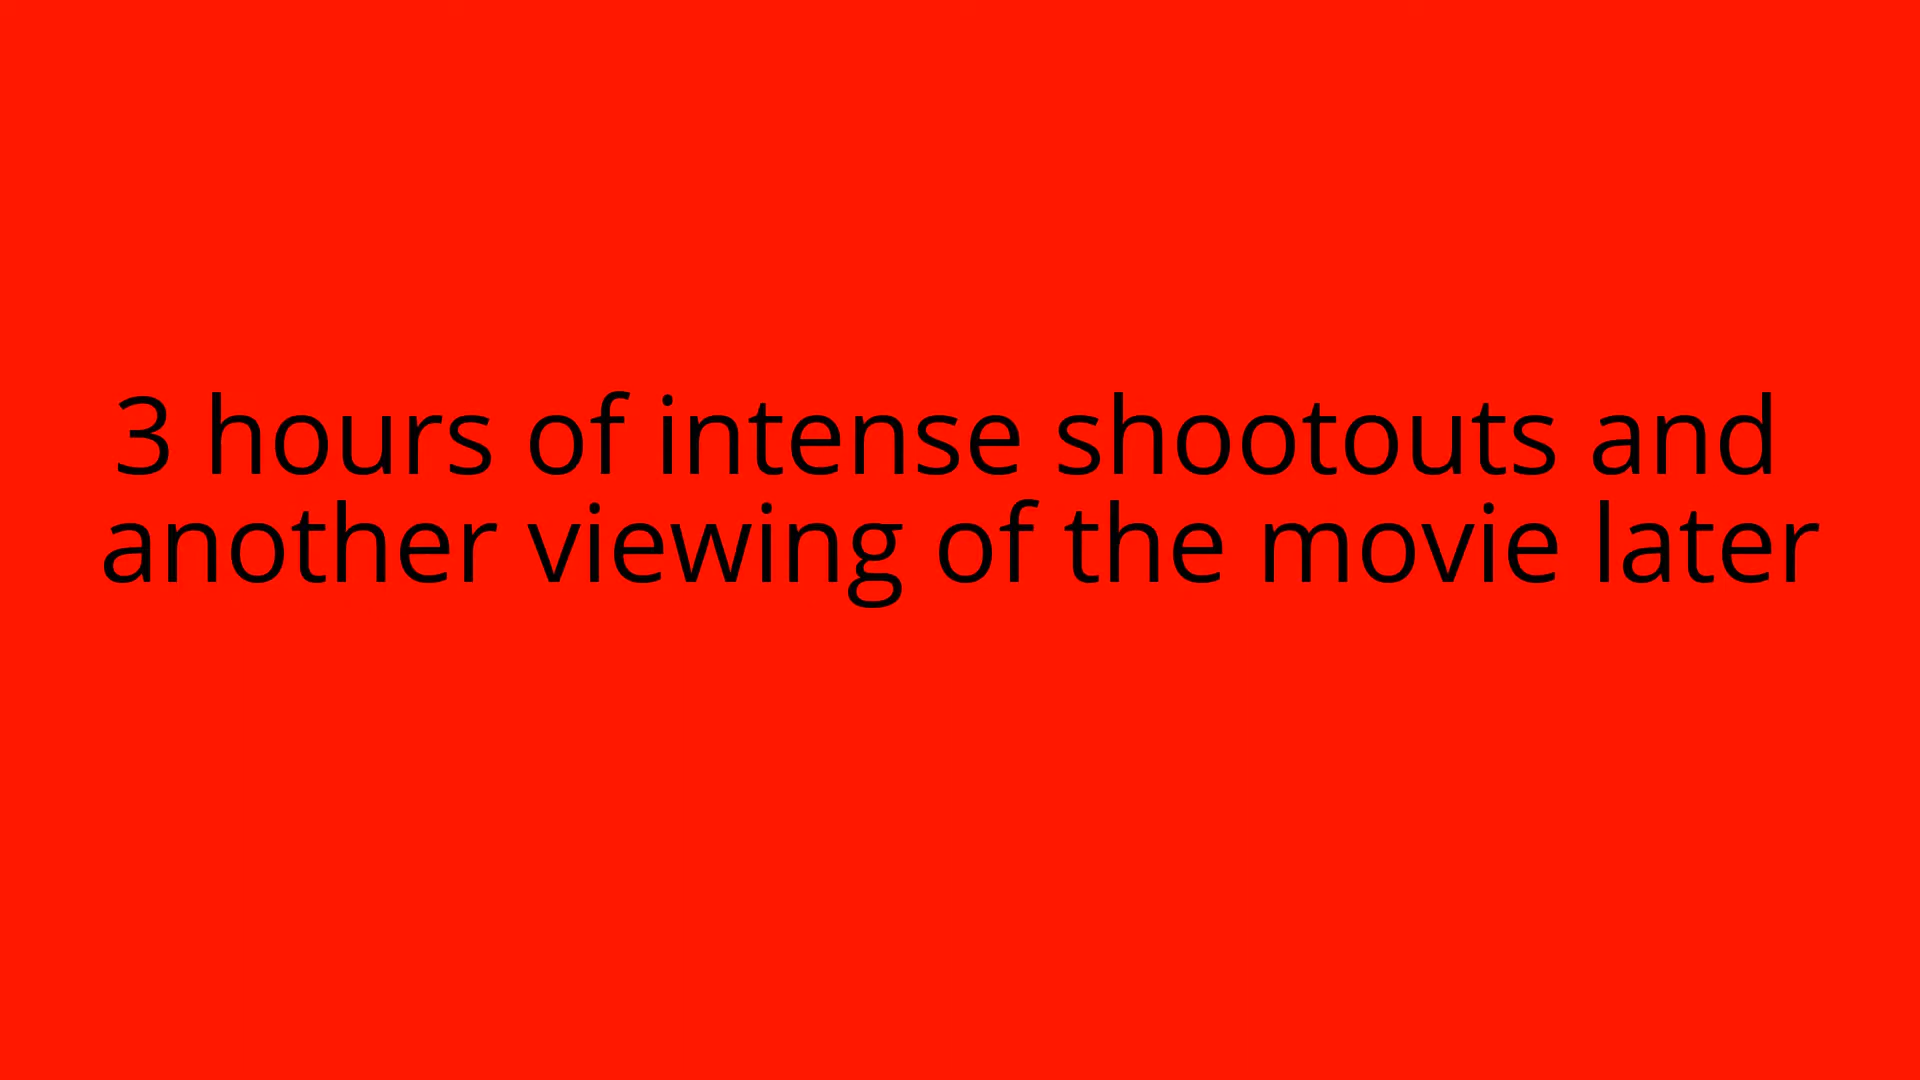 3 hours of intense shootouts and
another viewing of the movie later